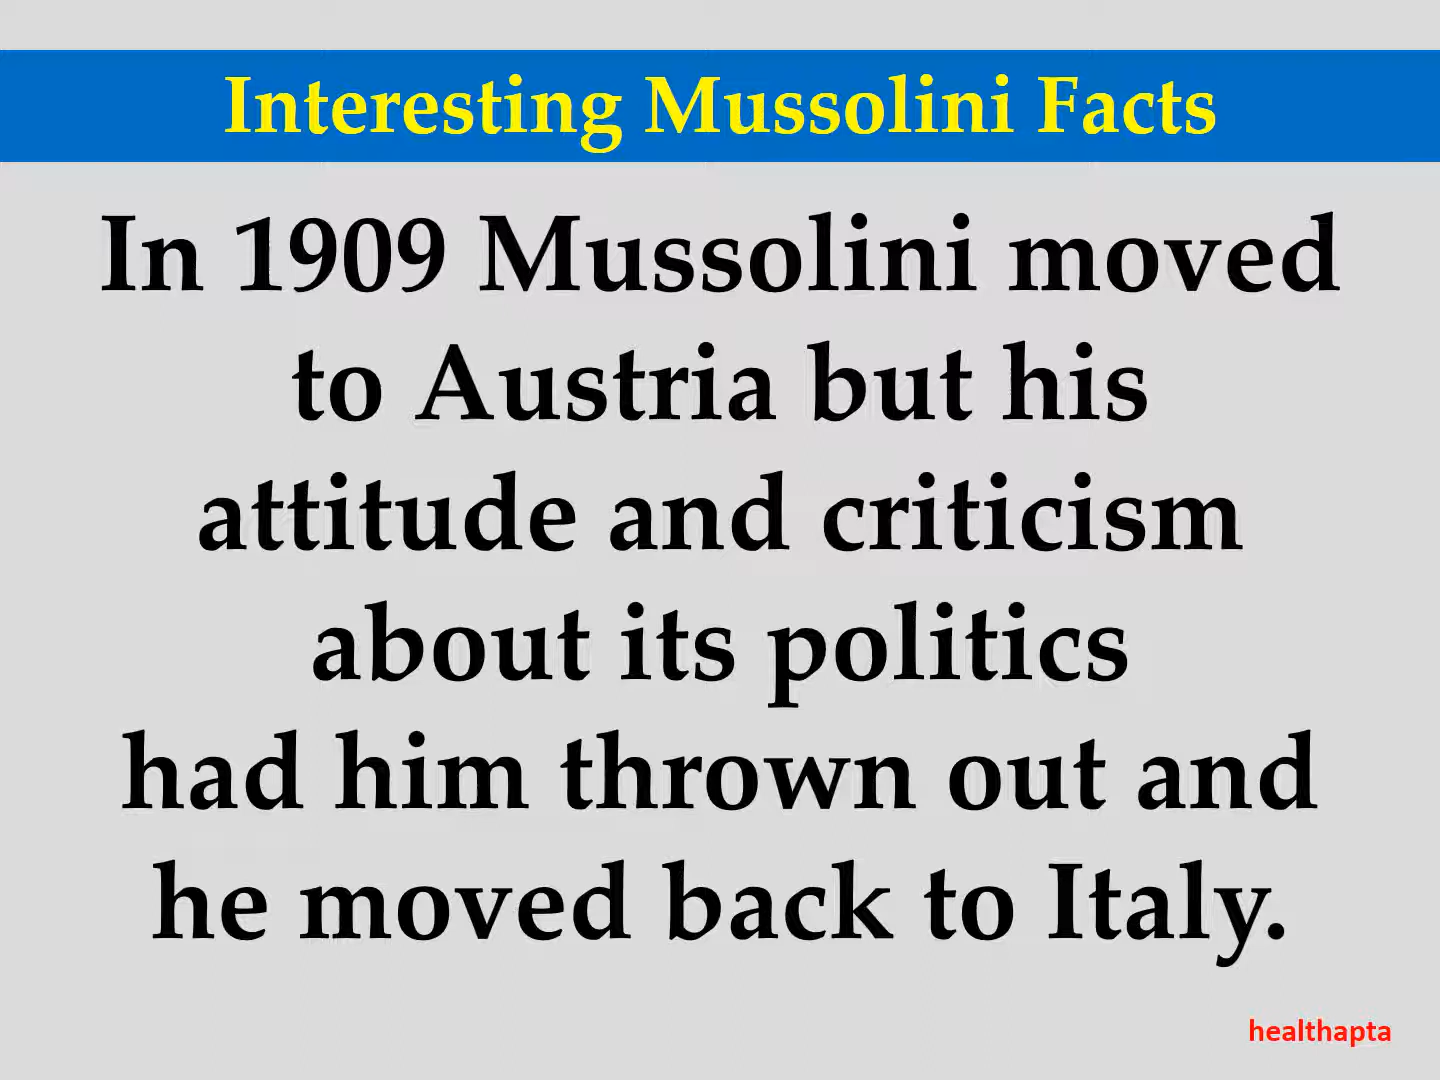 Interesting Mussolini Facts
In 1909 Mussolini moved
to Austria but his
attitude and criticism
about its politics
had him thrown out and
he moved back to Italy.
healthapta